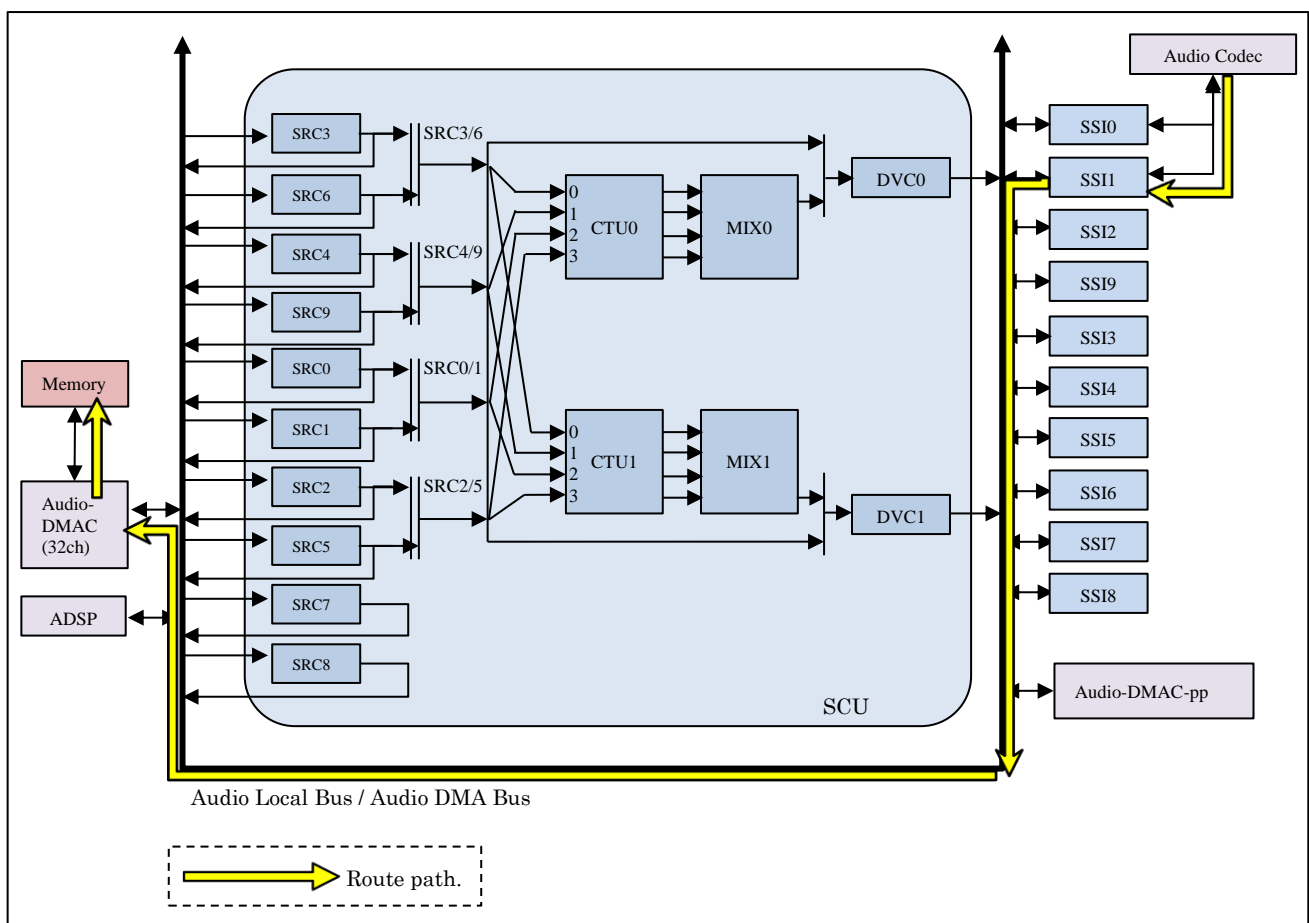 Audio Codec
SRC3
SRC3/6
SSI0
SRC6
SSI1
DVC0
0
1
2
3
CTU0
MIX0
SSI2
SRC4
SRC4/9
SSI9
SRC9
SSI3
SRC0
SRC0/1
Memory
SSI4
SRC1
SSI5
0
1
2
3
CTU1
MIX1
SRC2
SRC2/5
SSI6
Audio-
DMAC
(32ch)
DVC1
SRC5
SSI7
SSI8
SRC7
ADSP
SRC8
Audio-DMAC-pp
SCU
Audio Local Bus / Audio DMA Bus
Route path.